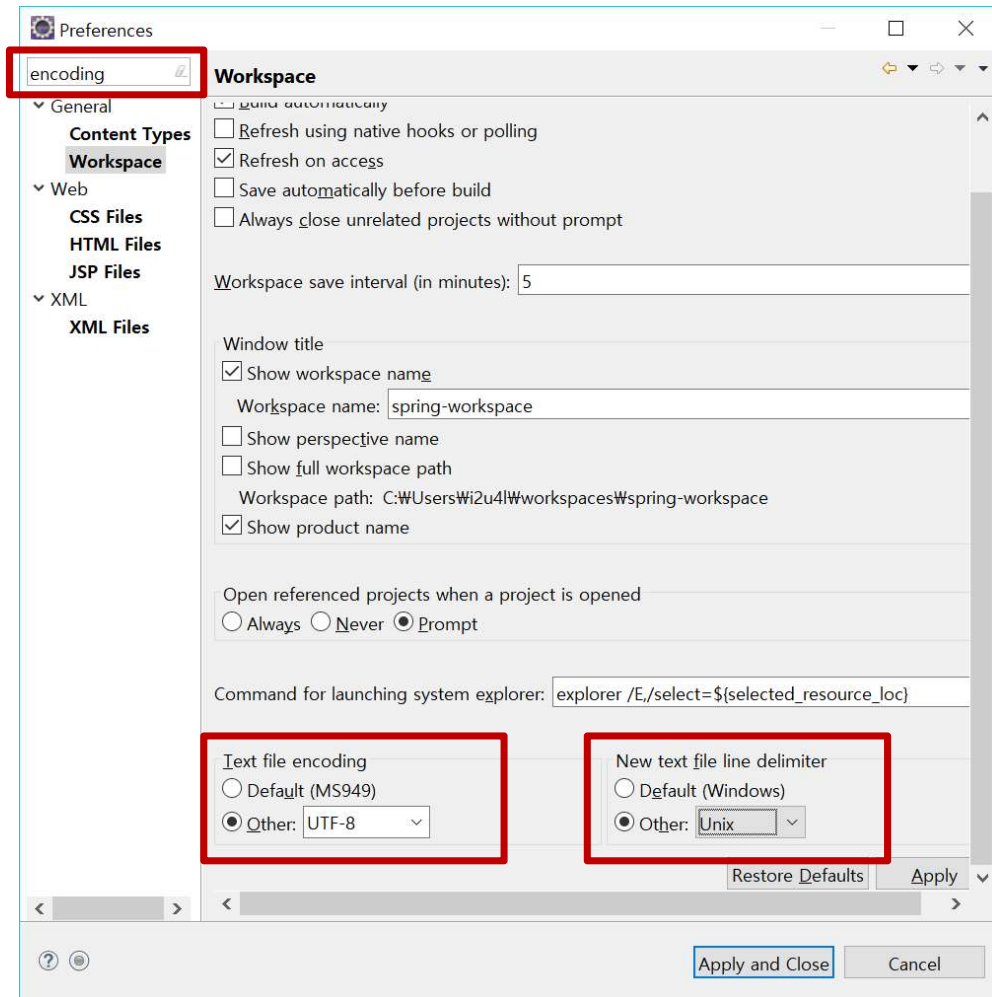 Preferences
encoding
Workspace
General
Content Types
Workspace
Web
CSS Files
HTML Files
JSP Files
XML
XML Files
Build automatically
Refresh using native hooks or polling
Refresh on access
Save automatically before build
Always close unrelated projects without prompt
Workspace save interval (in minutes): 5
Window title
Show workspace name
Workspace name: spring-workspace
Show perspective name
Show full workspace path
Workspace path: C:₩Users₩i2u4l₩workspaces₩spring-workspace
Show product name
Open referenced projects when a project is opened
Always Never Prompt
Command for launching system explorer: explorer /E,/select=${selected_resource_loc}
Text file encoding
Default (MS949)
Other: UTF-8
New text file line delimiter
Default (Windows)
Other: Unix
Restore Defaults Apply
Apply and Close Cancel